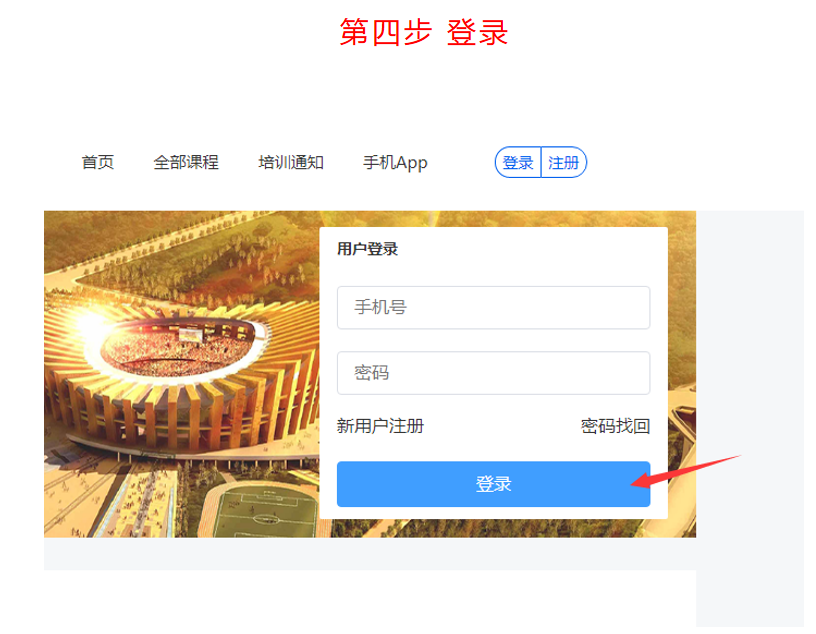 第四步 登录
首页 全部课程 培训通知 手机App 登录 注册
用户登录
手机号
密码
新用户注册 密码找回
登录